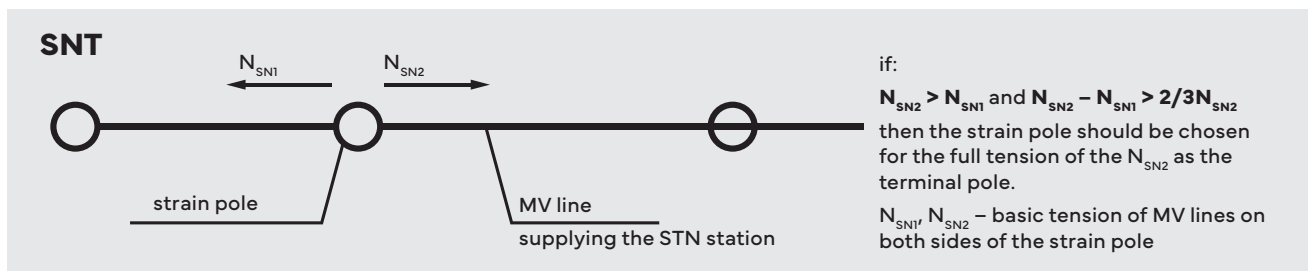 SNT
N_SN1
N_SN2
strain pole
MV line
supplying the STN station
if:
N_SN2 > N_SN1 and N_SN2 – N_SN1 > 2/3N_SN2
then the strain pole should be chosen
for the full tension of the N_SN2 as the
terminal pole.
N_SN1, N_SN2 – basic tension of MV lines on
both sides of the strain pole